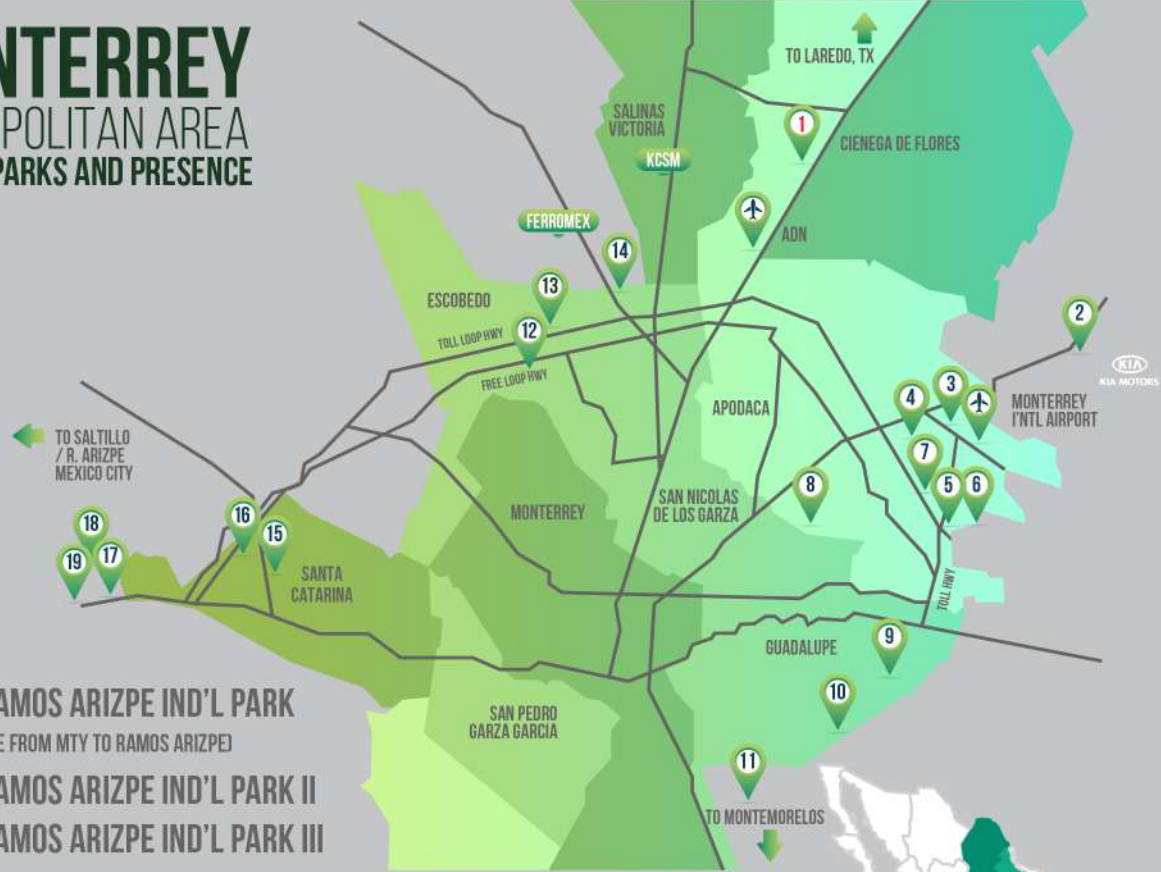 NTERREY
POLITAN AREA
PARKS AND PRESENCE
TO LAREDO, TX
SALINAS
VICTORIA
1
CIENEGA DE FLORES
KCSM
FERROMEX
ADN
14
13
ESCOBEDO
12
TOLL LOOP HWY
FREE LOOP HWY
2
KIA
KIA MOTORS
3
4
MONTERREY
I'NTL AIRPORT
APODACA
TO SALTILLO
/ R. ARIZPE
MEXICO CITY
7
5
6
8
SAN NICOLAS
DE LOS GARZA
MONTERREY
16
15
18
19
17
SANTA
CATARINA
TOLL HWY
GUADALUPE
9
10
SAN PEDRO
GARZA GARCIA
11
TO MONTEMORELOS
AMOS ARIZPE IND'L PARK
E FROM MTY TO RAMOS ARIZPE)
AMOS ARIZPE IND'L PARK II
AMOS ARIZPE IND'L PARK III